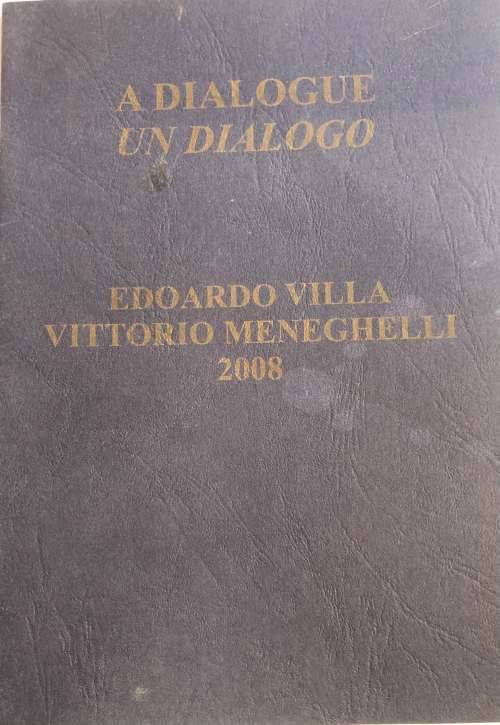 A DIALOGUE
UN DIALOGO
EDOARDO VILLA
VITTORIO MENEGHELLI
2008